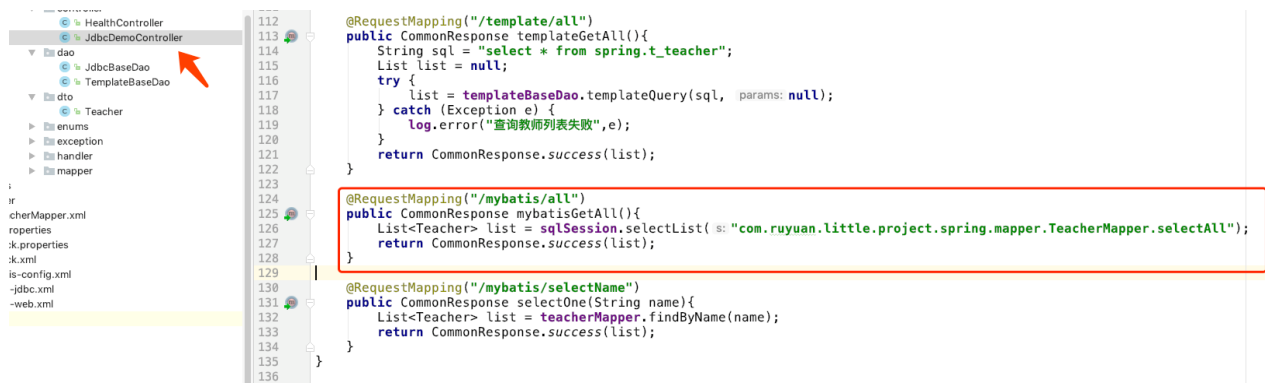 HealthController
JdbcDemoController
dao
JdbcBaseDao
TemplateBaseDao
dto
Teacher
enums
exception
handler
mapper
s
er
acherMapper.xml
roperties
ck.properties
ck.xml
is-config.xml
-jdbc.xml
-web.xml
112 @RequestMapping("/template/all")
113 public CommonResponse templateGetAll(){
114 String sql = "select * from spring.t_teacher";
115 List list = null;
116 try {
117 list = templateBaseDao.templateQuery(sql, params: null);
118 } catch (Exception e) {
119 log.error("查询教师列表失败",e);
120 }
121 return CommonResponse.success(list);
122 }
123
124 @RequestMapping("/mybatis/all")
125 public CommonResponse mybatisGetAll(){
126 List<Teacher> list = sqlSession.selectList( s: "com.ruyuan.little.project.spring.mapper.TeacherMapper.selectAll");
127 return CommonResponse.success(list);
128 }
129
130 @RequestMapping("/mybatis/selectName")
131 public CommonResponse selectOne(String name){
132 List<Teacher> list = teacherMapper.findByName(name);
133 return CommonResponse.success(list);
134 }
135 }
136